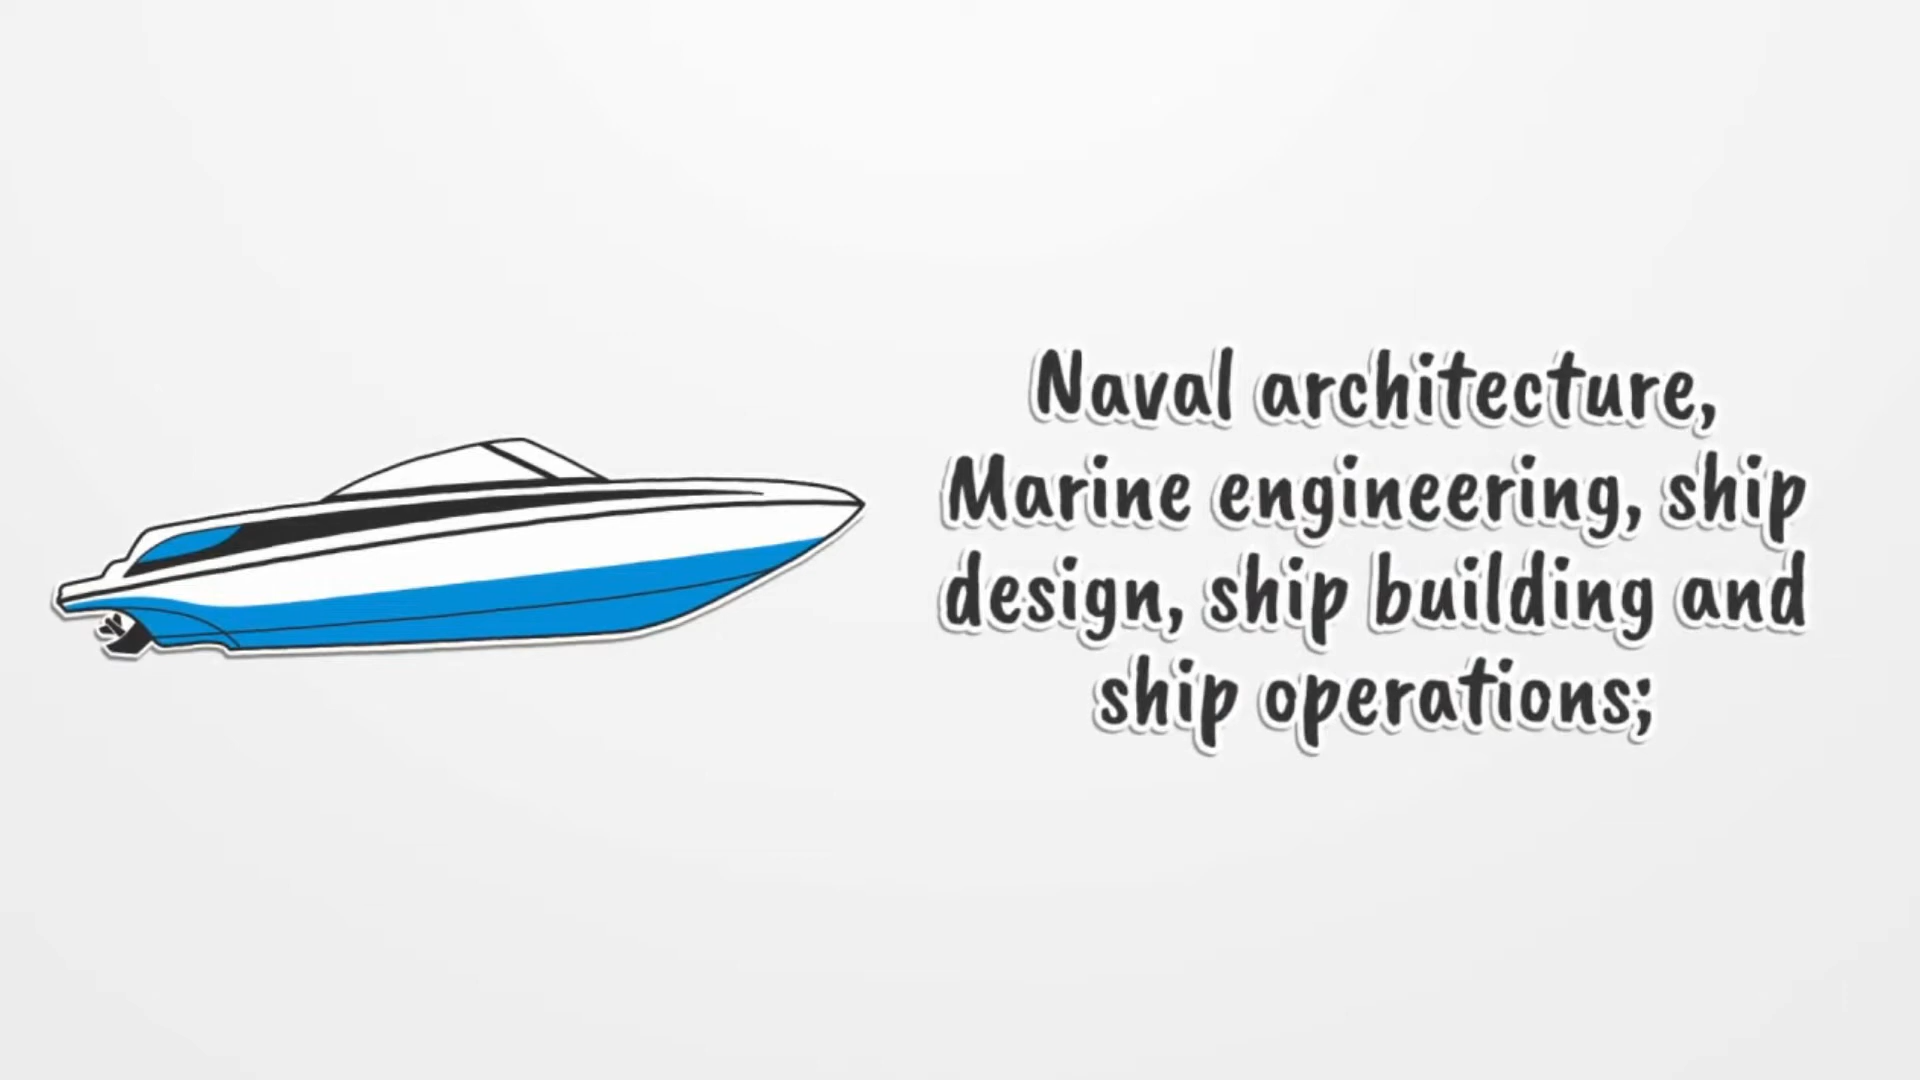 Naval architecture,
Marine engineering, ship
design, ship building and
ship operations;